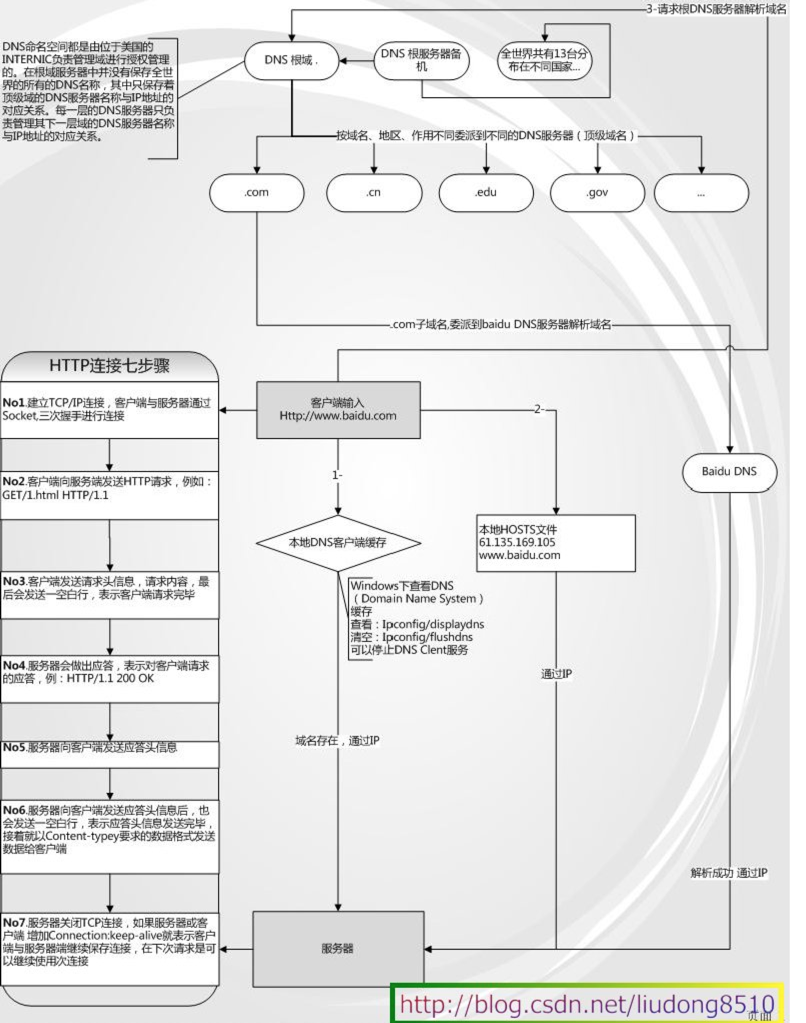 3-请求根DNS服务器解析域名
DNS命名空间都是由位于美国的
INTERNIC负责管理域进行授权管理
的。在根域服务器中并没有保存全世
界的所有的DNS名称，其中只保存着
顶级域的DNS服务器名称与IP地址的
对应关系。每一层的DNS服务器只负
责管理其下一层域的DNS服务器名称
与IP地址的对应关系。
DNS 根域 .
DNS 根服务器备
机
全世界共有13台分
布在不同国家...
按域名、地区、作用不同委派到不同的DNS服务器（顶级域名）
.com
.cn
.edu
.gov
...
.com子域名,委派到baidu DNS服务器解析域名
HTTP连接七步骤
No1.建立TCP/IP连接，客户端与服务器通过
Socket,三次握手进行连接
No2.客户端向服务端发送HTTP请求，例如：
GET/1.html HTTP/1.1
No3.客户端发送请求头信息，请求内容，最
后会发送一空白行，表示客户端请求完毕
No4.服务器会做出应答，表示对客户端请求
的应答，例：HTTP/1.1 200 OK
No5.服务器向客户端发送应答头信息
No6.服务器向客户端发送应答头信息后，也
会发送一空白行，表示应答头信息发送完毕，
接着就以Content-typey要求的数据格式发送
数据给客户端
No7.服务器关闭TCP连接，如果服务器或客
户端 增加Connection:keep-alive就表示客户
端与服务器端继续保存连接，在下次请求是可
以继续使用次连接
客户端输入
Http://www.baidu.com
2-
1-
Baidu DNS
本地DNS客户端缓存
本地HOSTS文件
61.135.169.105
www.baidu.com
Windows下查看DNS
（Domain Name System）
缓存
查看：Ipconfig/displaydns
清空：Ipconfig/flushdns
可以停止DNS Clent服务
通过IP
域名存在，通过IP
解析成功 通过IP
服务器
http://blog.csdn.net/liudong8510
页面